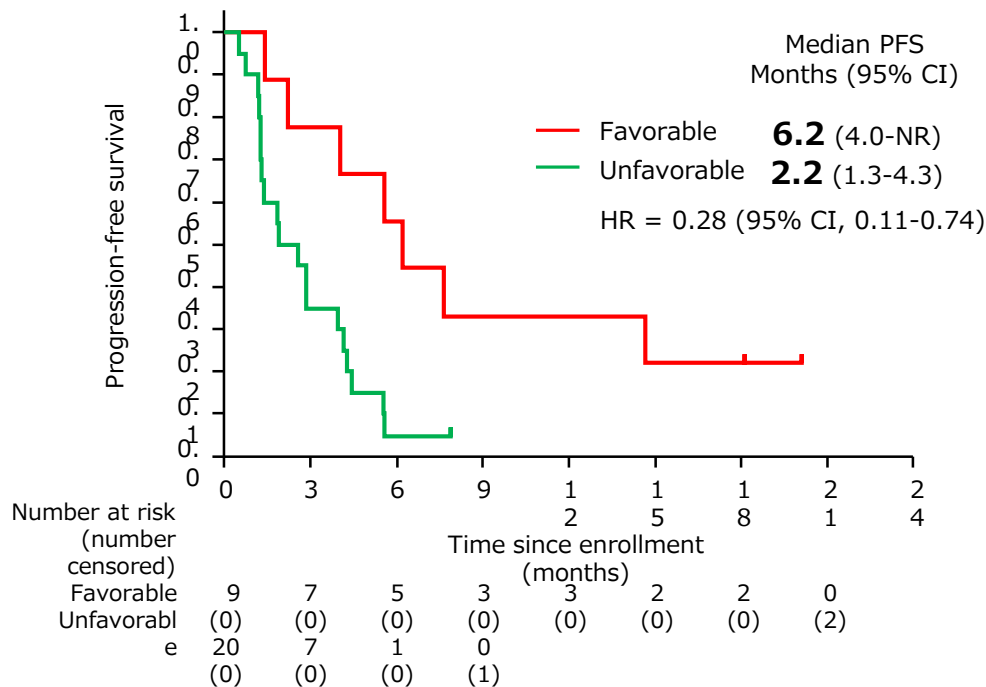 1.
0
0.
9
0.
8
0.
7
0.
6
0.
5
0.
4
0.
3
0.
2
0.
1
0.
0
Progression-free survival
Median PFS
Months (95% CI)
Favorable 6.2 (4.0-NR)
Unfavorable 2.2 (1.3-4.3)
HR = 0.28 (95% CI, 0.11-0.74)
0 3 6 9 1 1 1 2 2
2 5 8 1 4
Time since enrollment
(months)
Number at risk
(number
censored)
Favorable 9 7 5 3 3 2 2 0
Unfavorabl (0) (0) (0) (0) (0) (0) (0) (2)
e 20 7 1 0
(0) (0) (0) (1)